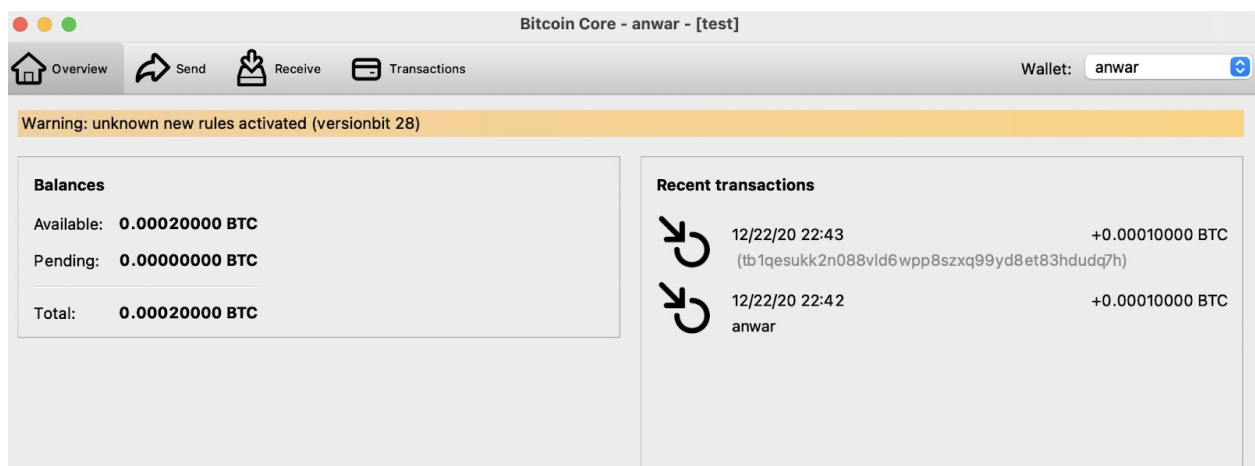 Bitcoin Core - anwar - [test]
Overview Send Receive Transactions Wallet: anwar
Warning: unknown new rules activated (versionbit 28)
Balances
Available: 0.00020000 BTC
Pending: 0.00000000 BTC
Total: 0.00020000 BTC
Recent transactions
12/22/20 22:43 +0.00010000 BTC
(tb1qesukk2n088vld6wpp8szxq99yd8et83hdudq7h)
12/22/20 22:42 +0.00010000 BTC
anwar